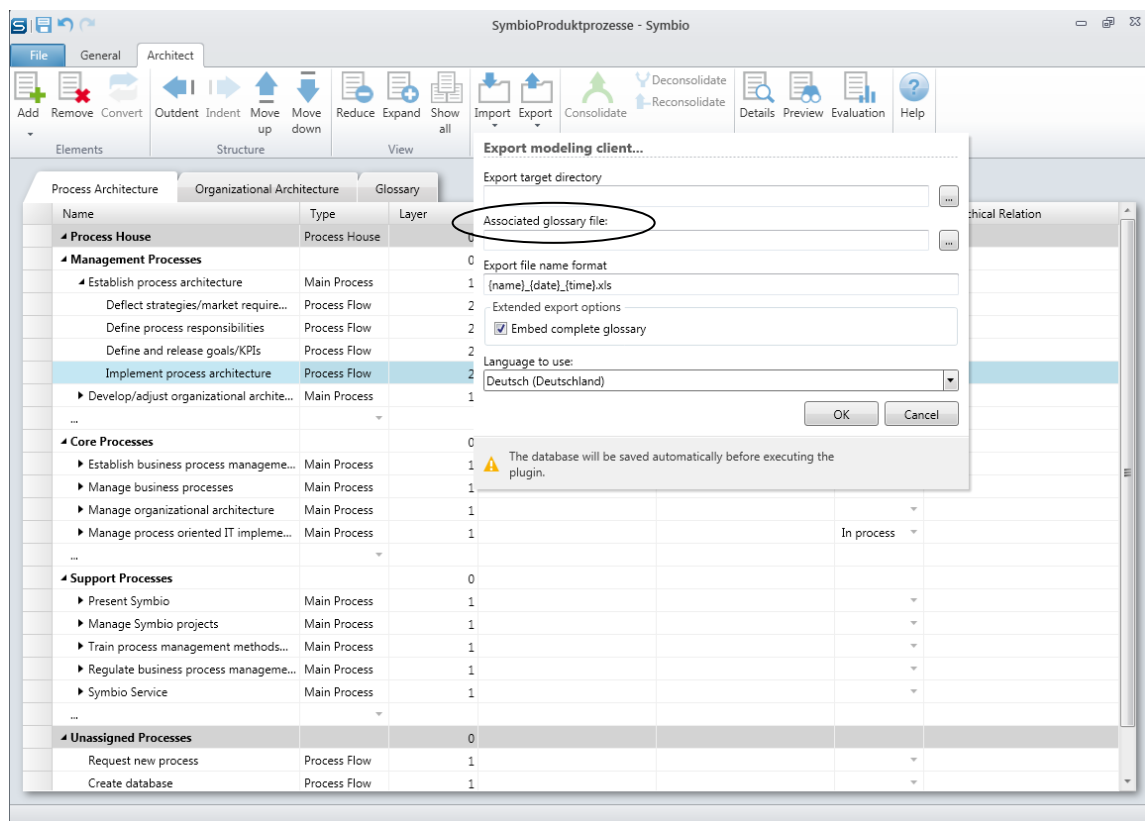 SymbioProduktprozesse - Symbio
File General Architect
Add Remove Convert Outdent Indent Move up Move down Reduce Expand Show all Import Export Consolidate Deconsolidate Reconsolidate Details Preview Evaluation Help
Elements Structure View
Export modeling client...
Export target directory
...
Associated glossary file:
...
Export file name format
{name}_{date}_{time}.xls
Extended export options
Embed complete glossary
Language to use:
Deutsch (Deutschland)
OK Cancel
The database will be saved automatically before executing the
plugin.
Process Architecture Organizational Architecture Glossary
Name Type Layer hical Relation
Process House Process House 0
Management Processes 0
Establish process architecture Main Process 1
Deflect strategies/market require... Process Flow 2
Define process responsibilities Process Flow 2
Define and release goals/KPIs Process Flow 2
Implement process architecture Process Flow 2
Develop/adjust organizational archite... Main Process 1
...
Core Processes 0
Establish business process manageme... Main Process 1
Manage business processes Main Process 1
Manage organizational architecture Main Process 1
Manage process oriented IT impleme... Main Process 1 In process
...
Support Processes 0
Present Symbio Main Process 1
Manage Symbio projects Main Process 1
Train process management methods... Main Process 1
Regulate business process manageme... Main Process 1
Symbio Service Main Process 1
...
Unassigned Processes 0
Request new process Process Flow 1
Create database Process Flow 1